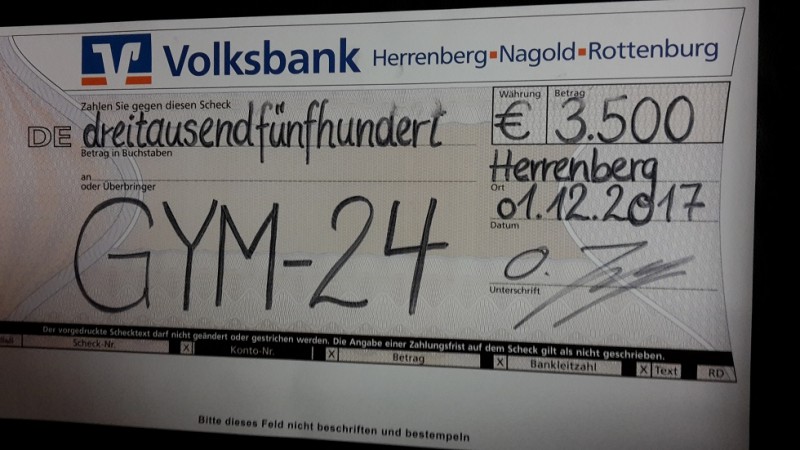 Volksbank Herrenberg▪Nagold▪Rottenburg
Zahlen Sie gegen diesen Scheck
Währung Betrag
DE dreitausendfünfhundert € 3.500
Betrag in Buchstaben
Herrenberg
an
oder Überbringer
Ort
01.12.2017
Datum
GYM-24
Unterschrift
Der vorgedruckte Schecktext darf nicht geändert oder gestrichen werden. Die Angabe einer Zahlungsfrist auf dem Scheck gilt als nicht geschrieben.
Scheck-Nr. X Konto-Nr. X Betrag X Bankleitzahl X Text RD
Bitte dieses Feld nicht beschriften und bestempeln